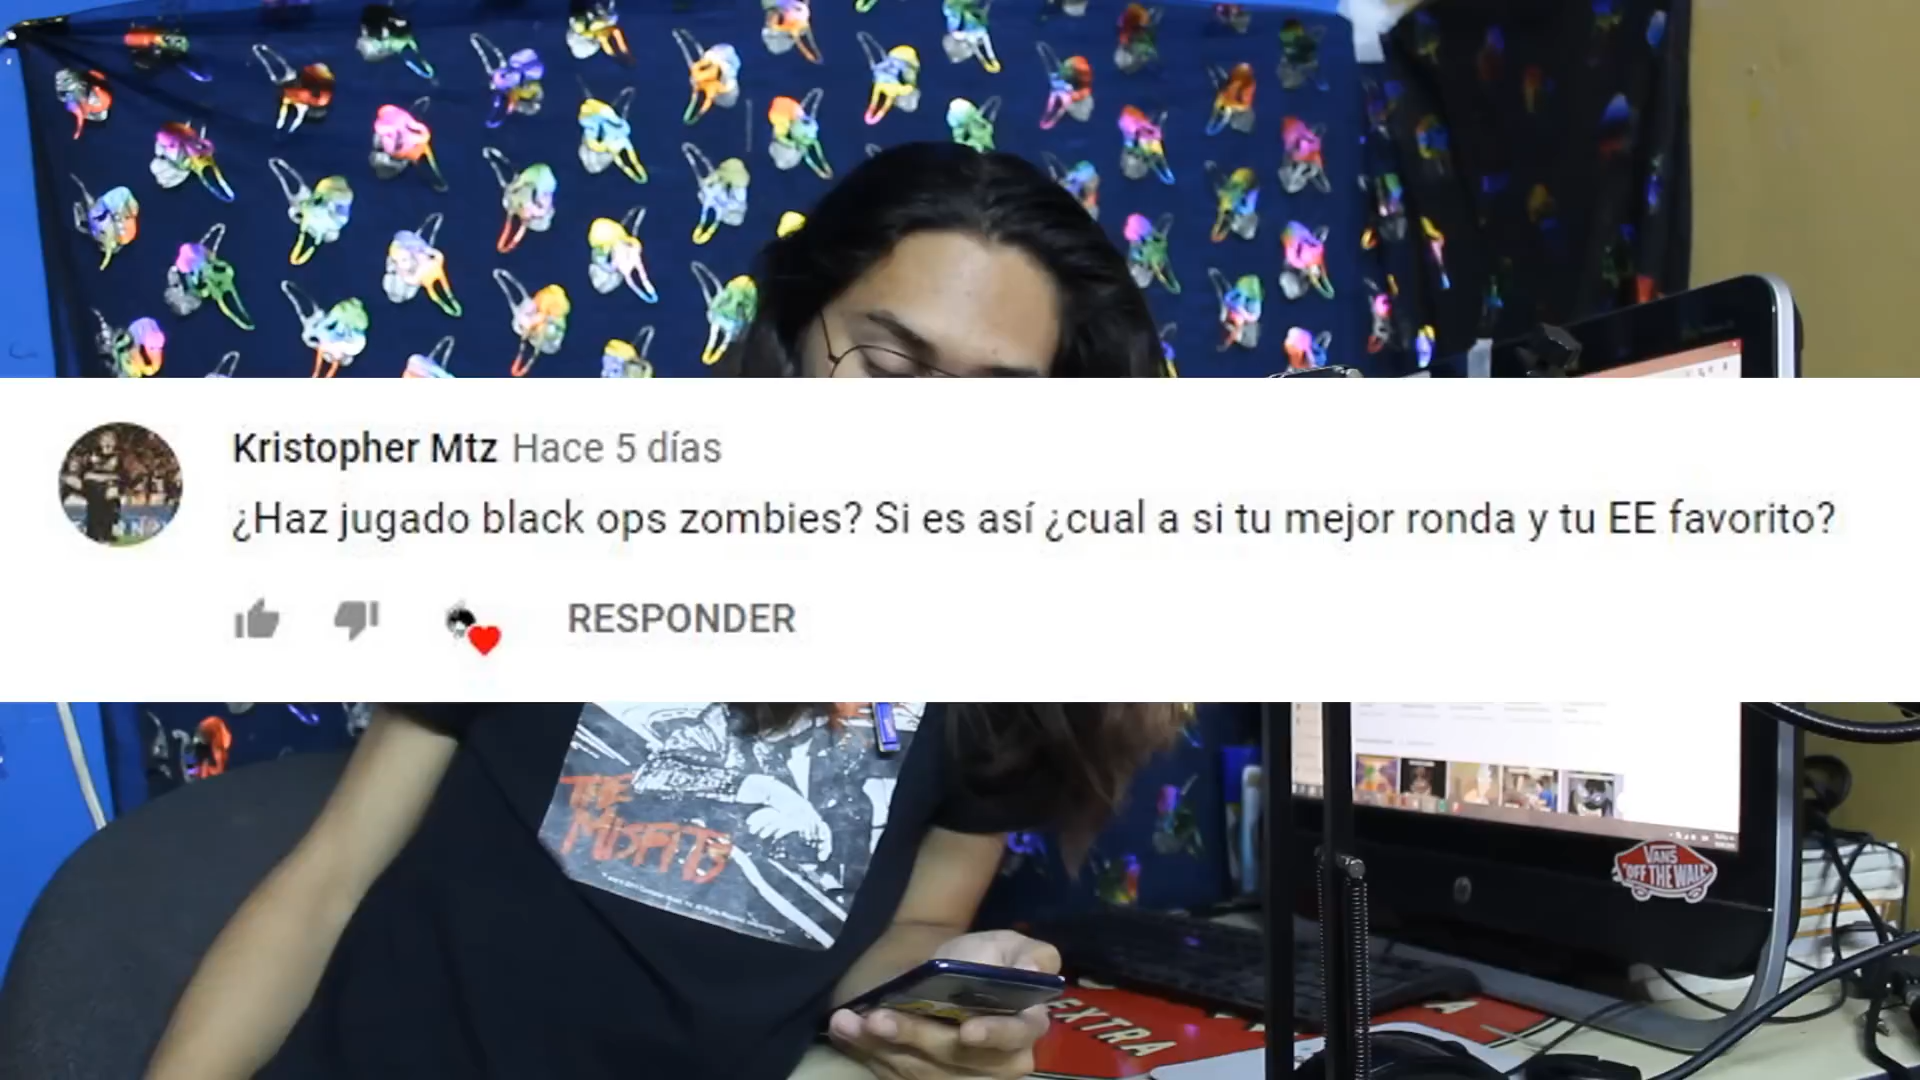 Kristopher Mtz Hace 5 días
¿Haz jugado black ops zombies? Si es así ¿cual a si tu mejor ronda y tu EE favorito?
RESPONDER
THE
MISFITS
VANS
"OFF THE WALL"
EXTRA